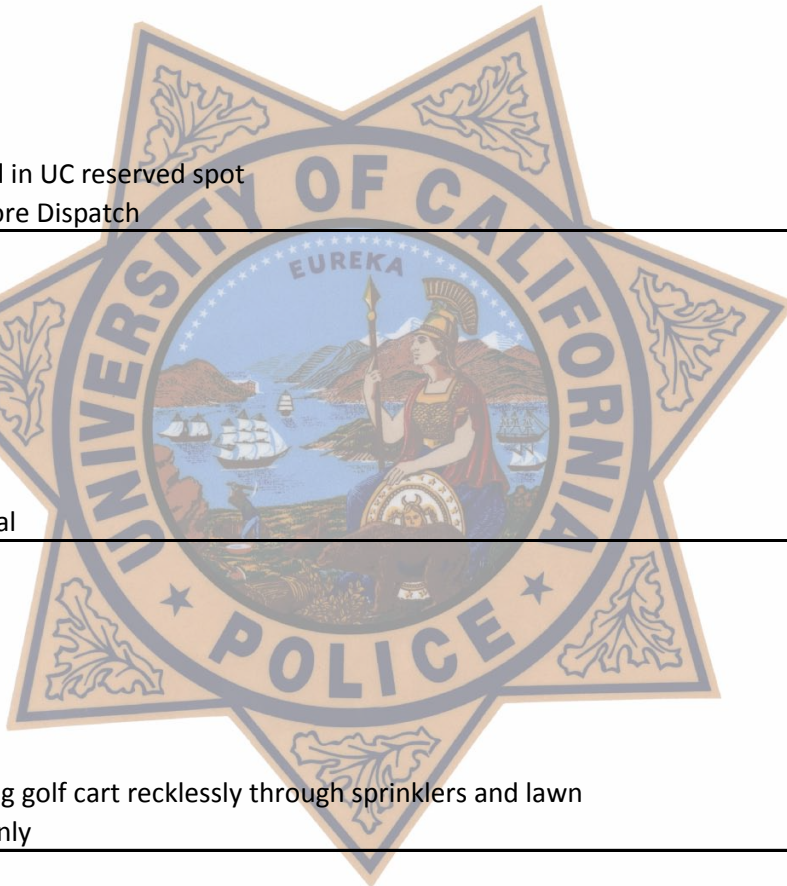 in UC reserved spot
ore Dispatch
UNIVERSITY OF CALIFORNIA
EUREKA
al
POLICE
g golf cart recklessly through sprinklers and lawn
nly